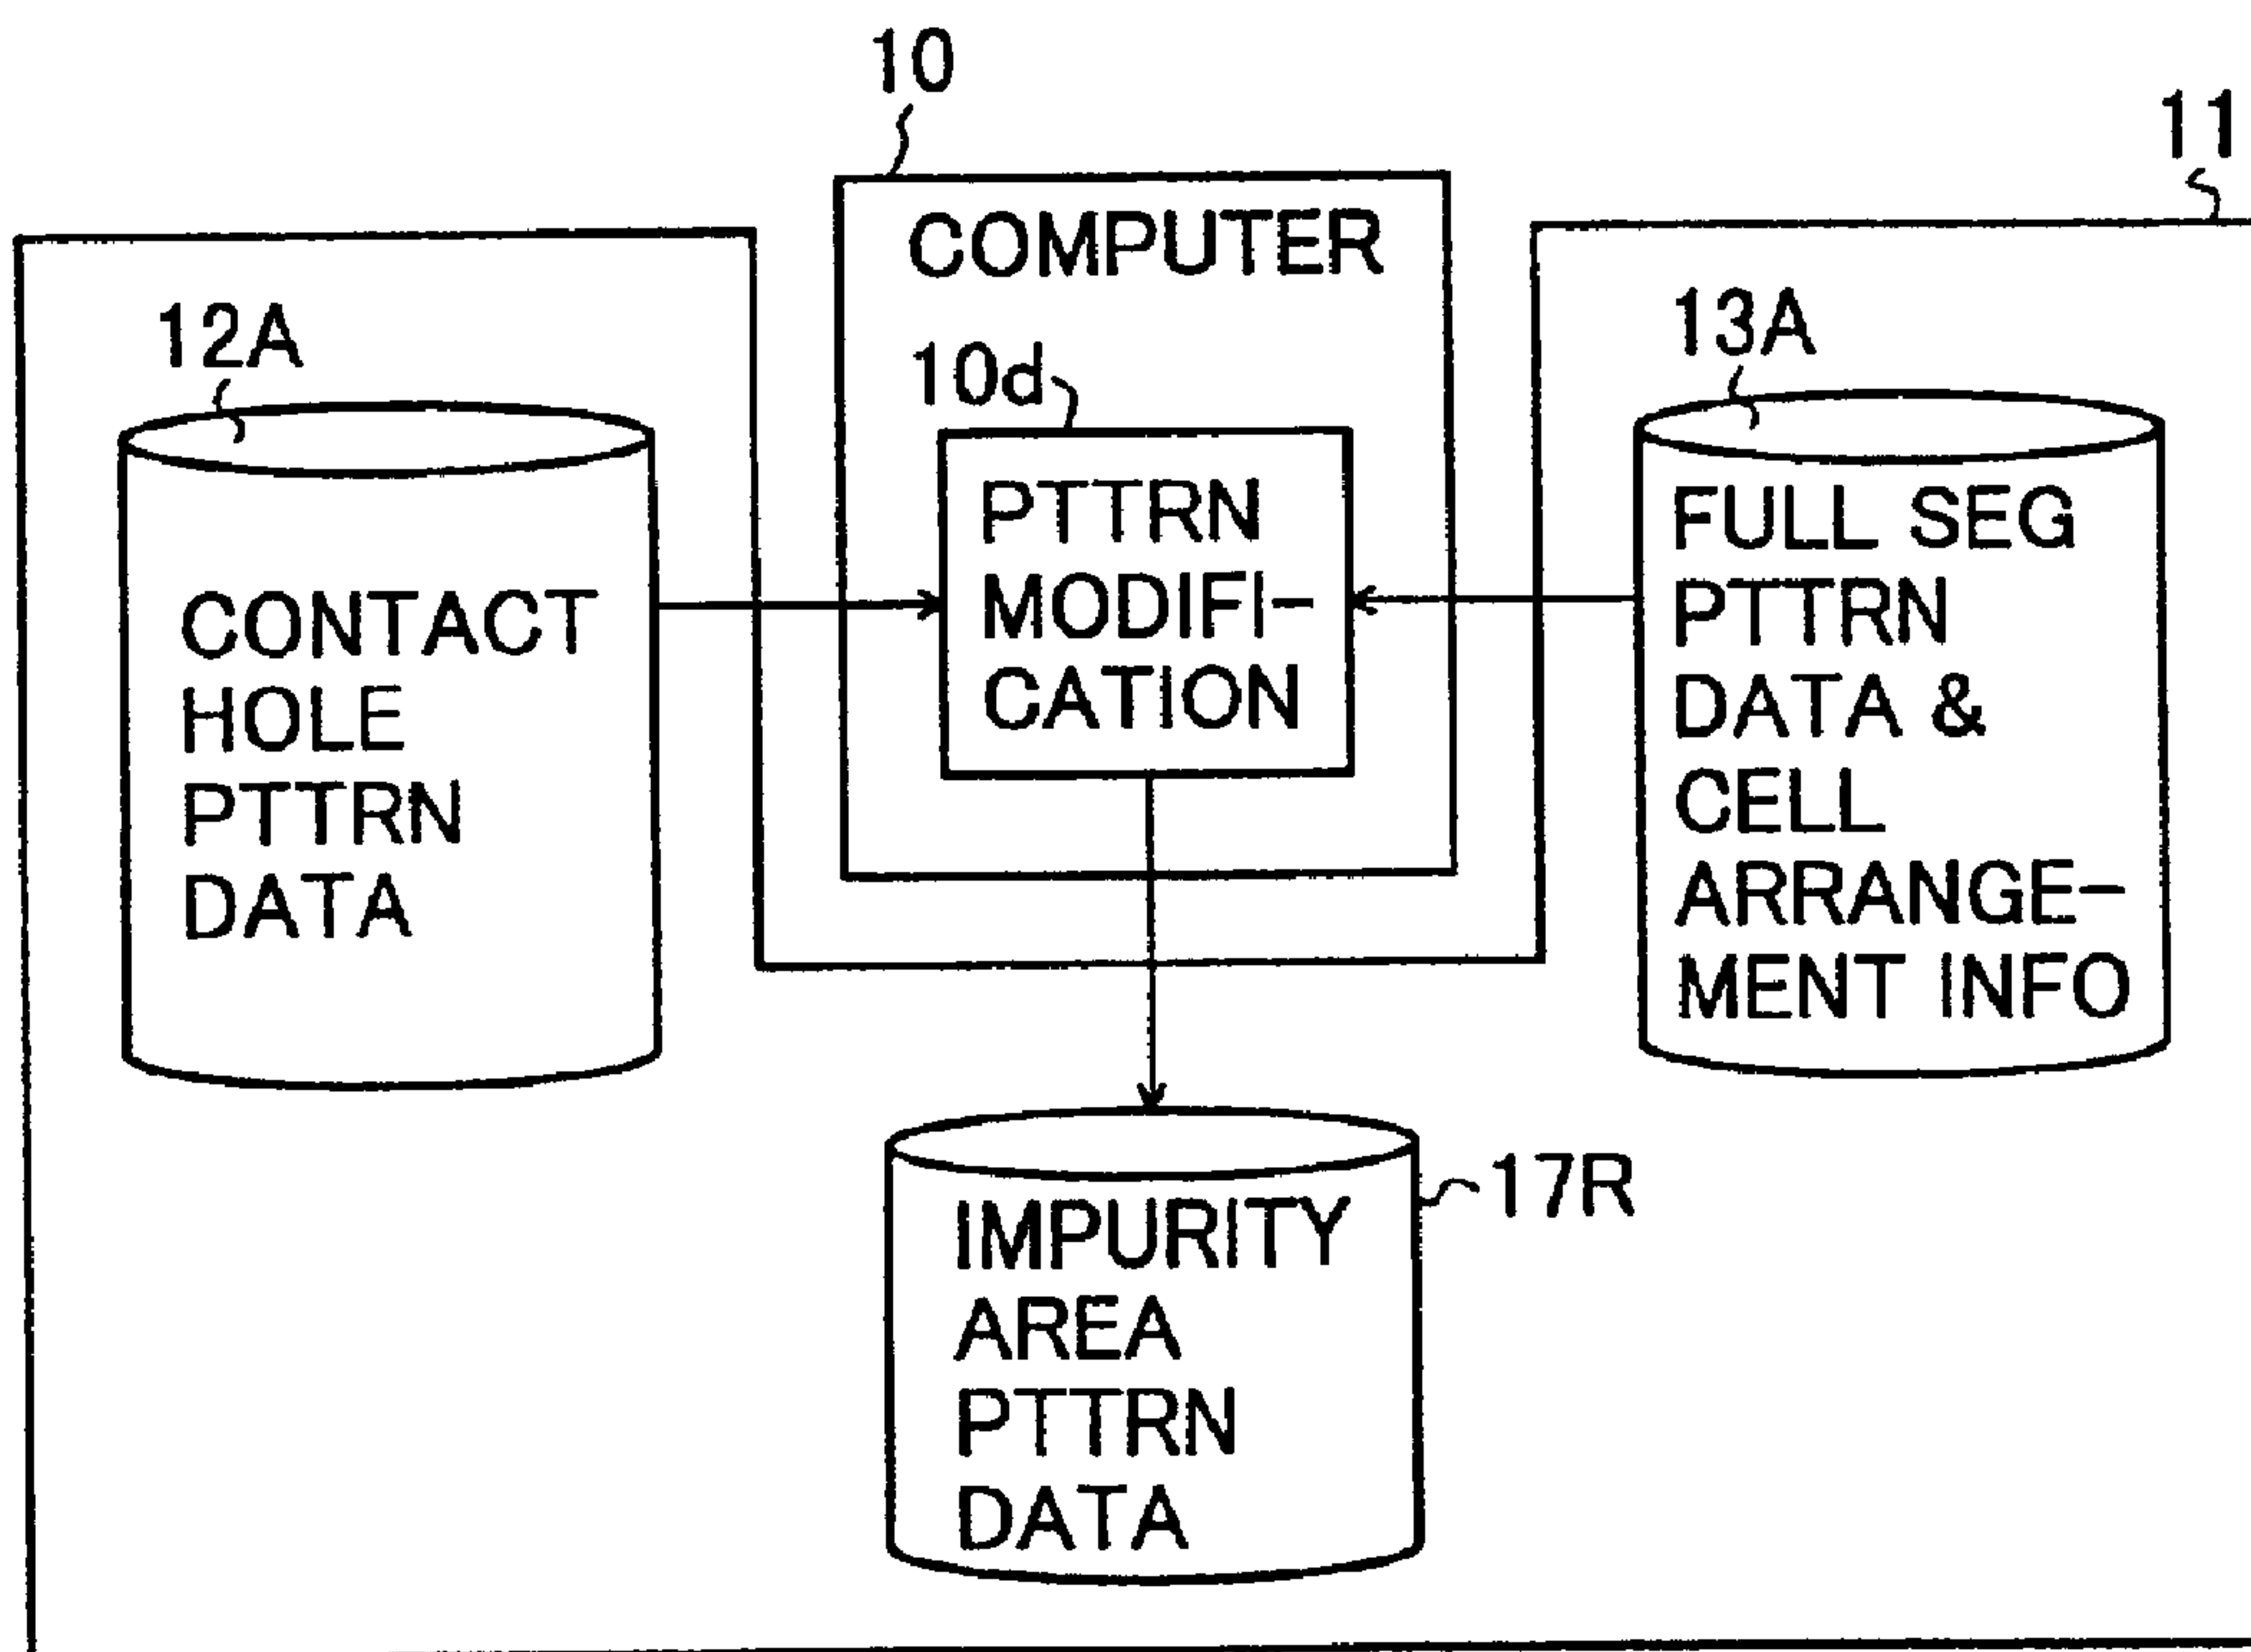 10
11
COMPUTER
12A
10d
13A
CONTACT
HOLE
PTTRN
DATA
PTTRN
MODIFI-
CATION
FULL SEG
PTTRN
DATA &
CELL
ARRANGE-
MENT INFO
17R
IMPURITY
AREA
PTTRN
DATA